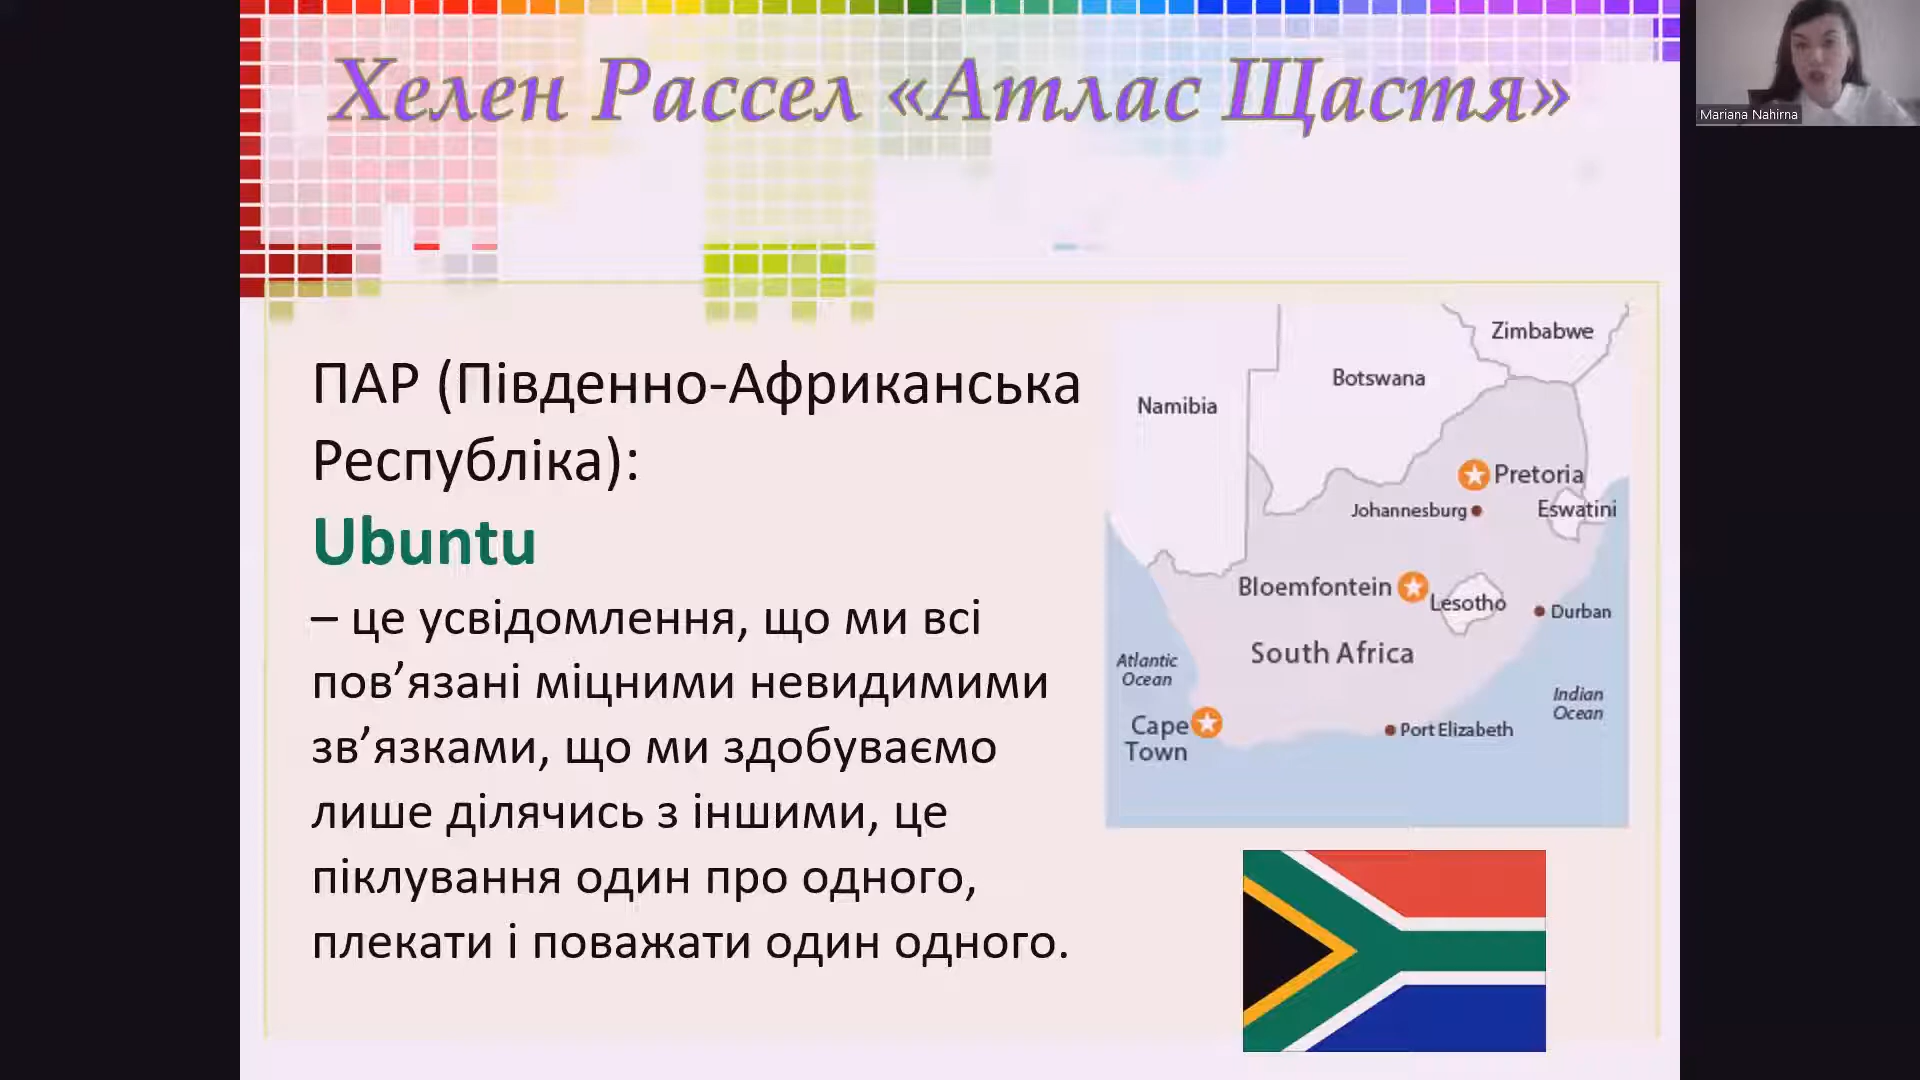 Хелен Рассел «Атлас Щастя»
Mariana Nahirna
ПАР (Південно-Африканська
Республіка):
Ubuntu
– це усвідомлення, що ми всі
пов’язані міцними невидимими
зв’язками, що ми здобуваємо
лише ділячись з іншими, це
піклування один про одного,
плекати і поважати один одного.
Zimbabwe
Botswana
Namibia
Pretoria
Johannesburg
Eswatini
Bloemfontein
Lesotho
Durban
South Africa
Atlantic
Ocean
Indian
Ocean
Cape
Town
Port Elizabeth